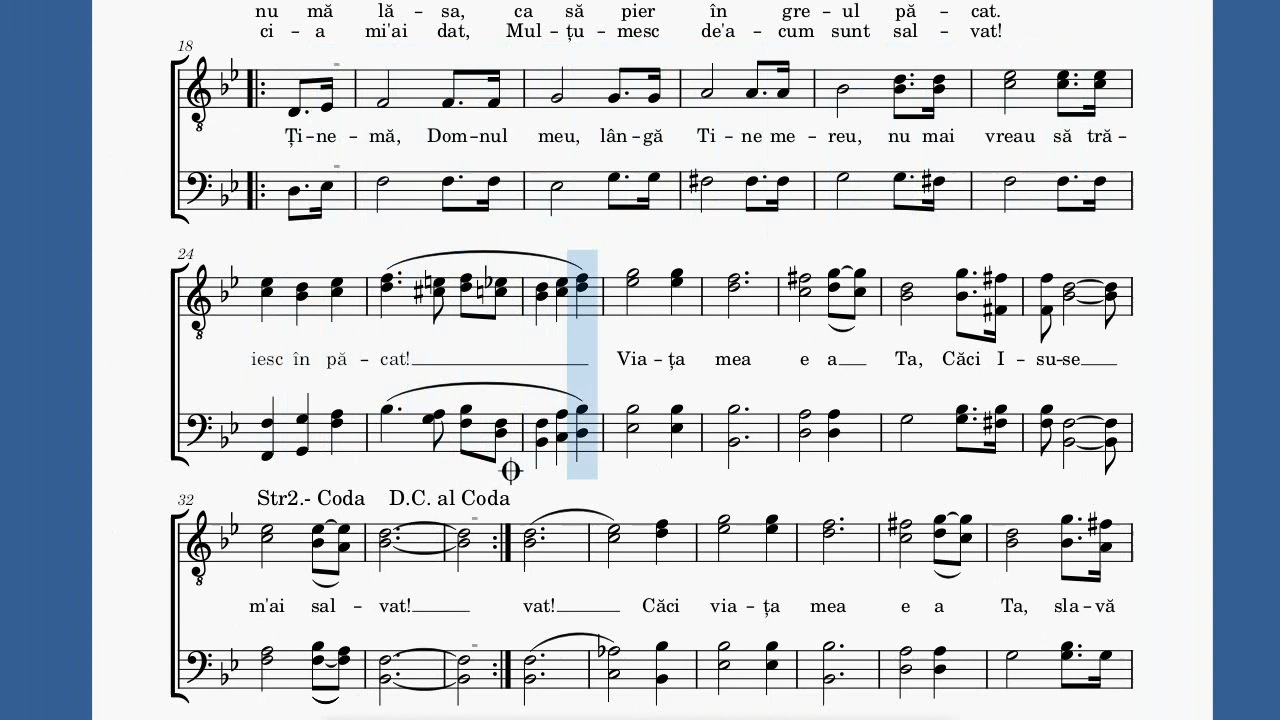 nu mă lă – sa, ca să pier în gre – ul pă – cat.
ci – a mi'ai dat, Mul – țu – mesc de'a – cum sunt sal – vat!
18
Ți – ne – mă, Dom – nul meu, lân – gă Ti – ne me – reu, nu mai vreau să tră –
24
iesc în pă – cat! Via – ța mea e a Ta, Căci I – su – se
32
Str2.- Coda D.C. al Coda
m'ai sal – vat! vat! Căci via – ța mea e a Ta, sla – vă